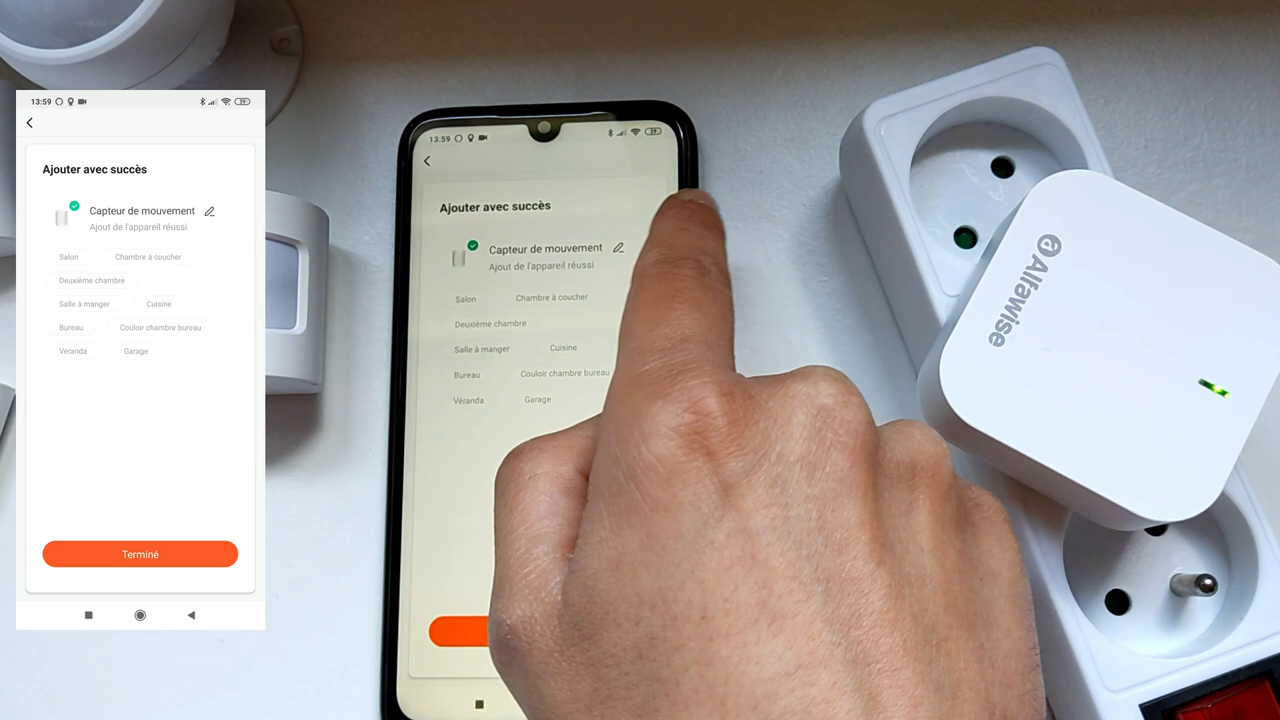 13:59
39
Ajouter avec succès
Capteur de mouvement
Ajout de l'appareil réussi
Salon Chambre à coucher
Deuxième chambre
Salle à manger Cuisine
Bureau Couloir chambre bureau
Véranda Garage
Terminé
13:59
39
Ajouter avec succès
Capteur de mouvement
Ajout de l'appareil réussi
Salon Chambre à coucher
Deuxième chambre
Salle à manger Cuisine
Bureau Couloir chambre bureau
Véranda Garage
Alfawise